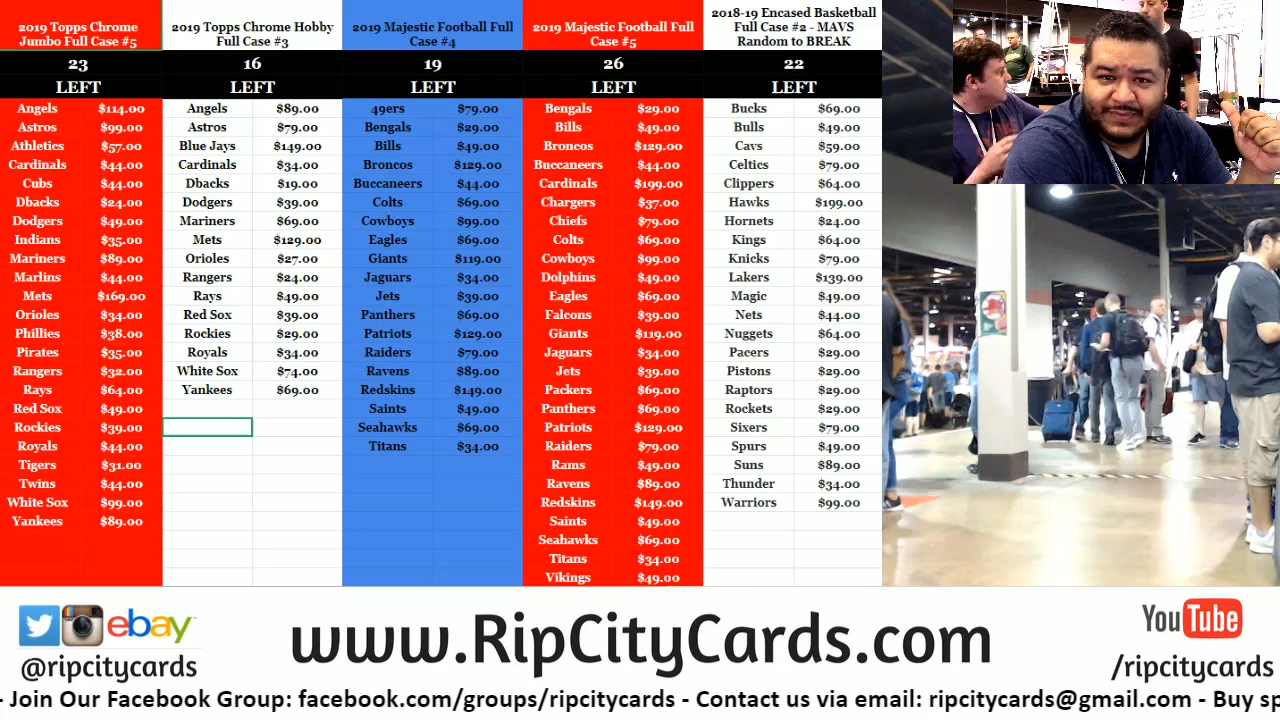 2019 Topps Chrome
Jumbo Full Case #5
23
LEFT
Angels $114.00
Astros $99.00
Athletics $57.00
Cardinals $44.00
Cubs $44.00
Dbacks $24.00
Dodgers $49.00
Indians $35.00
Mariners $89.00
Marlins $44.00
Mets $169.00
Orioles $34.00
Phillies $38.00
Pirates $35.00
Rangers $32.00
Rays $64.00
Red Sox $49.00
Rockies $39.00
Royals $44.00
Tigers $31.00
Twins $44.00
White Sox $99.00
Yankees $89.00
2019 Topps Chrome Hobby
Full Case #3
16
LEFT
Angels $89.00
Astros $79.00
Blue Jays $149.00
Cardinals $34.00
Dbacks $19.00
Dodgers $39.00
Mariners $69.00
Mets $129.00
Orioles $27.00
Rangers $24.00
Rays $49.00
Red Sox $39.00
Rockies $29.00
Royals $34.00
White Sox $74.00
Yankees $69.00
2019 Majestic Football Full
Case #4
19
LEFT
49ers $79.00
Bengals $29.00
Bills $49.00
Broncos $129.00
Buccaneers $44.00
Colts $69.00
Cowboys $99.00
Eagles $69.00
Giants $119.00
Jaguars $34.00
Jets $39.00
Panthers $69.00
Patriots $129.00
Raiders $79.00
Ravens $89.00
Redskins $149.00
Saints $49.00
Seahawks $69.00
Titans $34.00
2019 Majestic Football Full
Case #5
26
LEFT
Bengals $29.00
Bills $49.00
Broncos $129.00
Buccaneers $44.00
Cardinals $199.00
Chargers $37.00
Chiefs $79.00
Colts $69.00
Cowboys $99.00
Dolphins $49.00
Eagles $69.00
Falcons $39.00
Giants $119.00
Jaguars $34.00
Jets $39.00
Packers $69.00
Panthers $69.00
Patriots $129.00
Raiders $79.00
Rams $49.00
Ravens $89.00
Redskins $149.00
Saints $49.00
Seahawks $69.00
Titans $34.00
Vikings $49.00
2018-19 Encased Basketball
Full Case #2 - MAVS
Random to BREAK
22
LEFT
Bucks $69.00
Bulls $49.00
Cavs $59.00
Celtics $79.00
Clippers $64.00
Hawks $199.00
Hornets $24.00
Kings $64.00
Knicks $79.00
Lakers $139.00
Magic $49.00
Nets $44.00
Nuggets $64.00
Pacers $29.00
Pistons $29.00
Raptors $29.00
Rockets $29.00
Sixers $79.00
Spurs $49.00
Suns $89.00
Thunder $34.00
Warriors $99.00
ebay
@ripcitycards
www.RipCityCards.com
YouTube
/ripcitycards
- Join Our Facebook Group: facebook.com/groups/ripcitycards - Contact us via email: ripcitycards@gmail.com - Buy sp